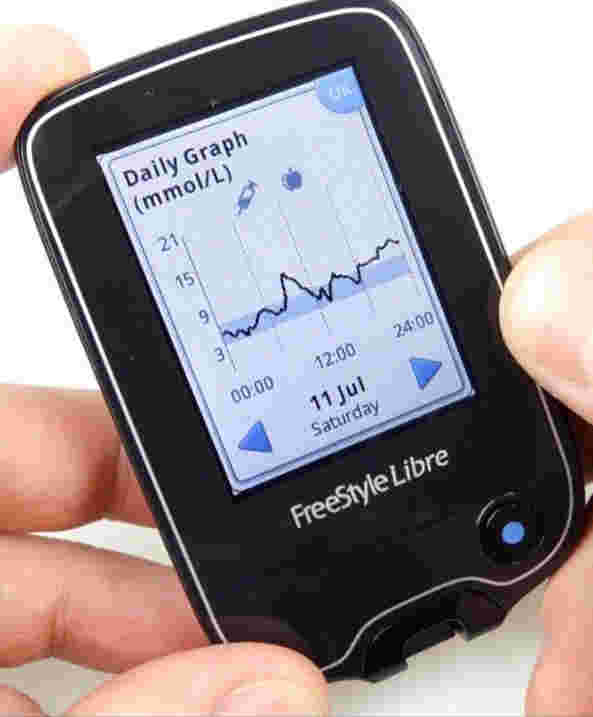 OK
Daily Graph
(mmol/L)
21
15
9
3
00:00
12:00
24:00
11 Jul
Saturday
FreeStyle Libre